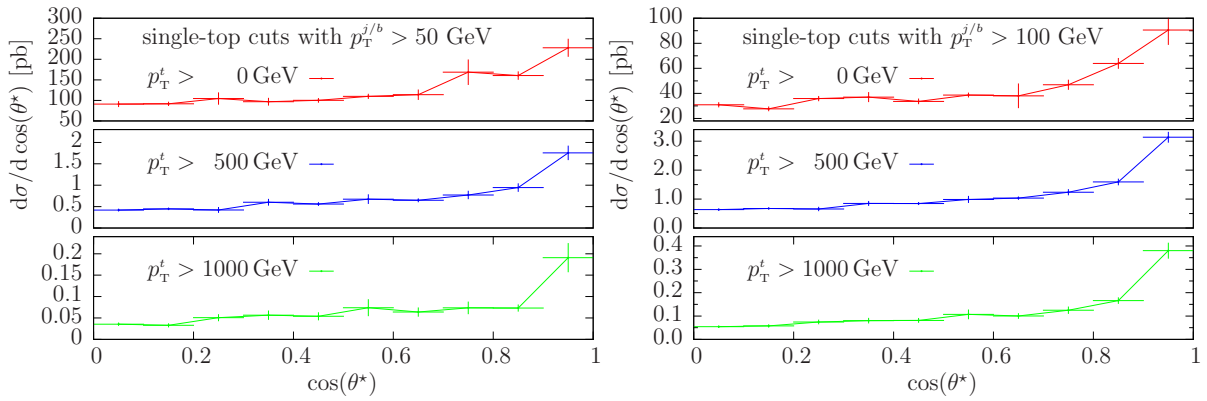 single-top cuts with p_T^{j/b} > 50 GeV
p_T^t > 0 GeV
300
250
200
150
100
50
p_T^t > 500 GeV
2
1.5
1
0.5
0
p_T^t > 1000 GeV
0.2
0.15
0.1
0.05
0
0 0.2 0.4 0.6 0.8 1
cos(θ⋆)
dσ/d cos(θ⋆) [pb]
single-top cuts with p_T^{j/b} > 100 GeV
p_T^t > 0 GeV
100
80
60
40
20
p_T^t > 500 GeV
3.0
2.0
1.0
0.0
p_T^t > 1000 GeV
0.4
0.3
0.2
0.1
0.0
0 0.2 0.4 0.6 0.8 1
cos(θ⋆)
dσ/d cos(θ⋆) [pb]